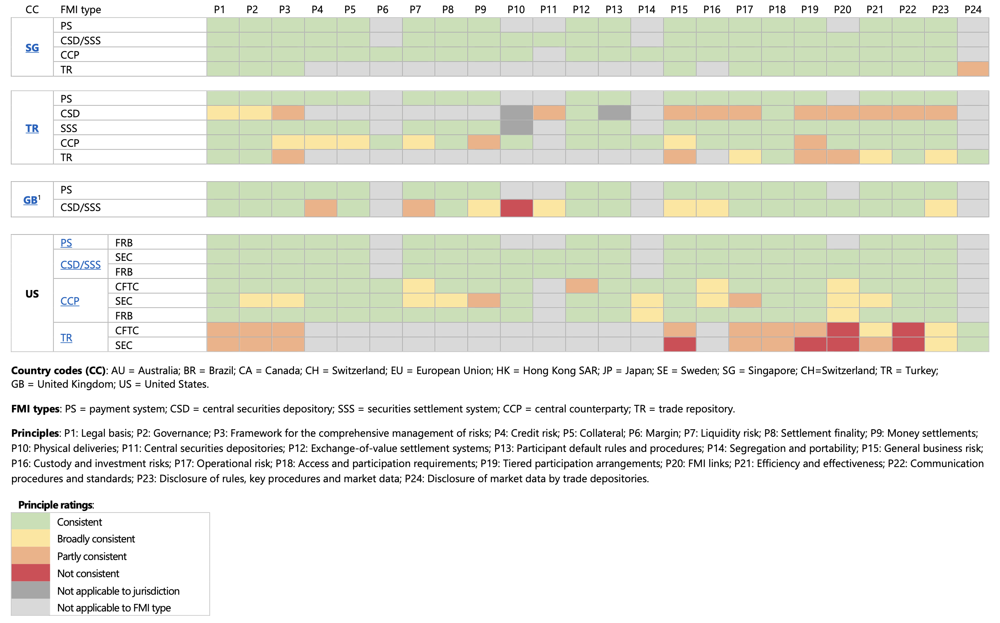 CC FMI type P1 P2 P3 P4 P5 P6 P7 P8 P9 P10 P11 P12 P13 P14 P15 P16 P17 P18 P19 P20 P21 P22 P23 P24
SG
PS
CSD/SSS
CCP
TR
TR
PS
CSD
SSS
CCP
TR
GB1
PS
CSD/SSS
US
PS FRB
CSD/SSS
SEC
FRB
CCP
CFTC
SEC
FRB
TR
CFTC
SEC
Country codes (CC): AU = Australia; BR = Brazil; CA = Canada; CH = Switzerland; EU = European Union; HK = Hong Kong SAR; JP = Japan; SE = Sweden; SG = Singapore; CH=Switzerland; TR = Turkey;
GB = United Kingdom; US = United States.
FMI types: PS = payment system; CSD = central securities depository; SSS = securities settlement system; CCP = central counterparty; TR = trade repository.
Principles: P1: Legal basis; P2: Governance; P3: Framework for the comprehensive management of risks; P4: Credit risk; P5: Collateral; P6: Margin; P7: Liquidity risk; P8: Settlement finality; P9: Money settlements;
P10: Physical deliveries; P11: Central securities depositories; P12: Exchange-of-value settlement systems; P13: Participant default rules and procedures; P14: Segregation and portability; P15: General business risk;
P16: Custody and investment risks; P17: Operational risk; P18: Access and participation requirements; P19: Tiered participation arrangements; P20: FMI links; P21: Efficiency and effectiveness; P22: Communication
procedures and standards; P23: Disclosure of rules, key procedures and market data; P24: Disclosure of market data by trade depositories.
Principle ratings:
Consistent
Broadly consistent
Partly consistent
Not consistent
Not applicable to jurisdiction
Not applicable to FMI type